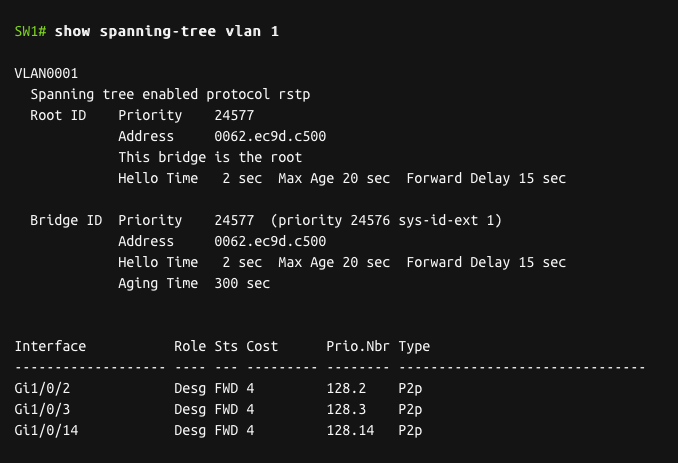 SW1# show spanning-tree vlan 1
VLAN0001
Spanning tree enabled protocol rstp
Root ID Priority 24577
Address 0062.ec9d.c500
This bridge is the root
Hello Time 2 sec Max Age 20 sec Forward Delay 15 sec
Bridge ID Priority 24577 (priority 24576 sys-id-ext 1)
Address 0062.ec9d.c500
Hello Time 2 sec Max Age 20 sec Forward Delay 15 sec
Aging Time 300 sec
Interface Role Sts Cost Prio.Nbr Type
------------------- ---- --- --------- -------- -------------------------------
Gi1/0/2 Desg FWD 4 128.2 P2p
Gi1/0/3 Desg FWD 4 128.3 P2p
Gi1/0/14 Desg FWD 4 128.14 P2p